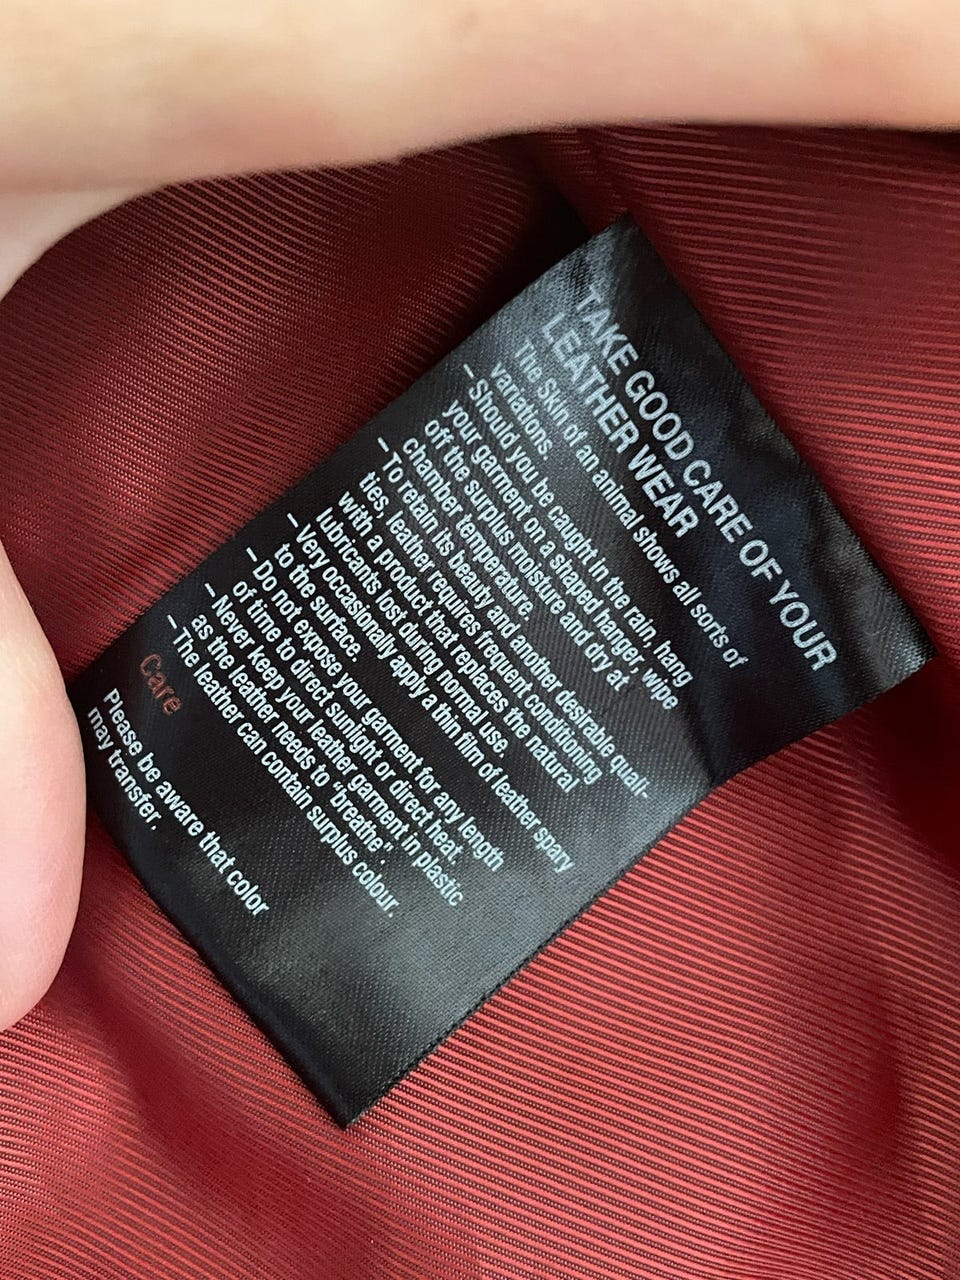 TAKE GOOD CARE OF YOUR
LEATHER WEAR
The Skin of an animal shows all sorts of
variations.
– Should you be caught in the rain, hang
your garment on a shaped hanger, wipe
off the surplus moisture and dry at
chamber temperature.
– To retain its beauty and another desirable quali-
ties, leather requires frequent conditioning
with a product that replaces the natural
lubricants lost during normal use.
– Very occasionally apply a thin film of leather spary
to the surface.
– Do not expose your garment for any length
of time to direct sunlight or direct heat.
– Never keep your leather garment in plastic
as the leather needs to "breathe".
– The leather can contain surplus colour.
Care
Please be aware that color
may transfer.